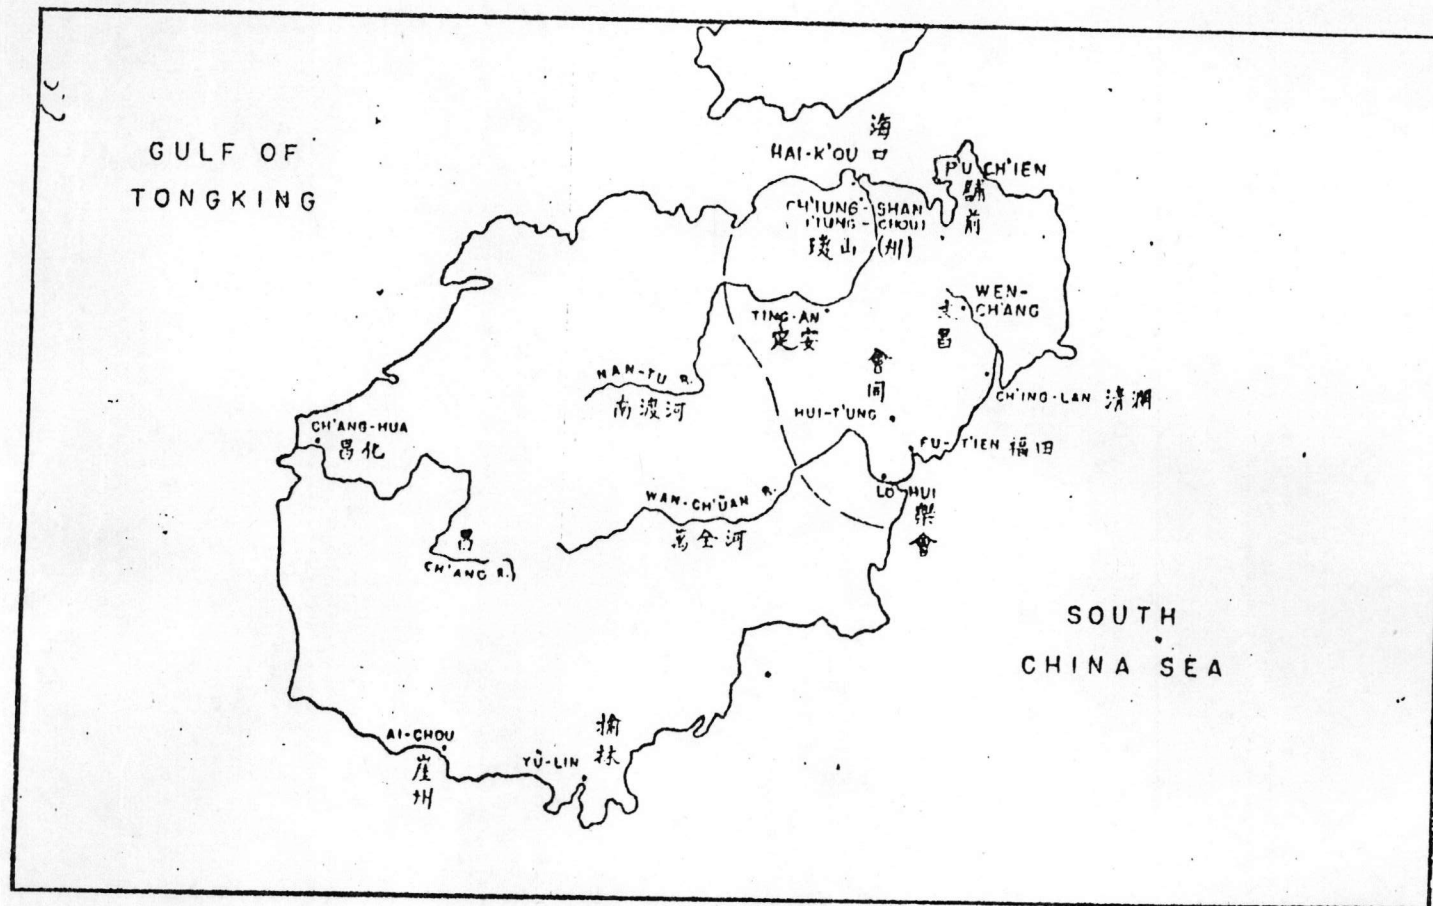 GULF OF
TONGKING
海
口
HAI-K'OU
P'U CH'IEN
鋪
前
CH'IUNG-SHAN
瓊山 (州)
WEN-
CH'ANG
文
昌
TING-AN
定安
會
同
HUI-T'UNG
NAN-TU R.
南渡河
CH'ING-LAN 清瀾
FU-T'IEN 福田
CH'ANG-HUA
昌化
LO HUI
樂
會
WAN-CH'ÜAN R.
萬全河
昌
CH'ANG R.)
SOUTH
CHINA SEA
AI-CHOU
崖
州
YÜ-LIN
榆
林